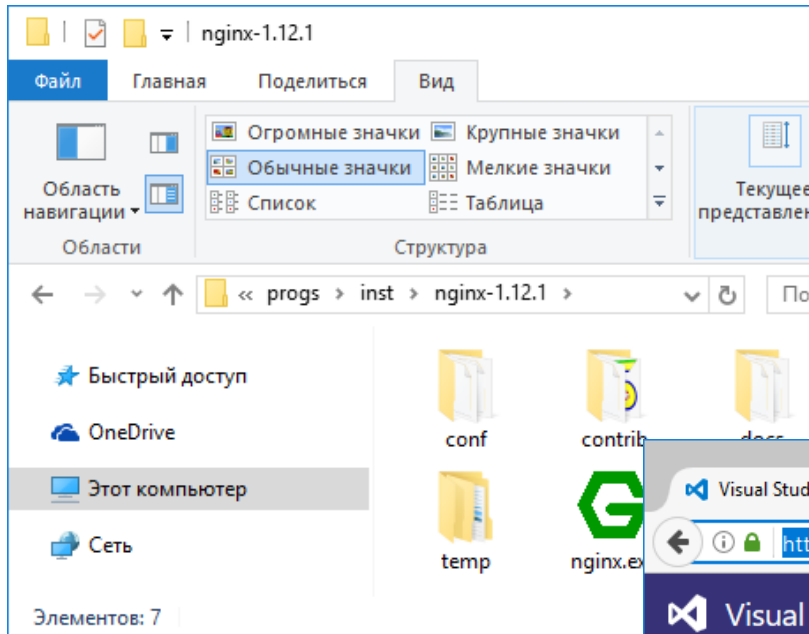 nginx-1.12.1
Файл Главная Поделиться Вид
Огромные значки Крупные значки
Обычные значки Мелкие значки
Список Таблица
Область
навигации
Текущее
Области Структура
« progs › inst › nginx-1.12.1 ›
Быстрый доступ
OneDrive
Этот компьютер
Сеть
conf contrib
temp
Visual
Visual
Элементов: 7